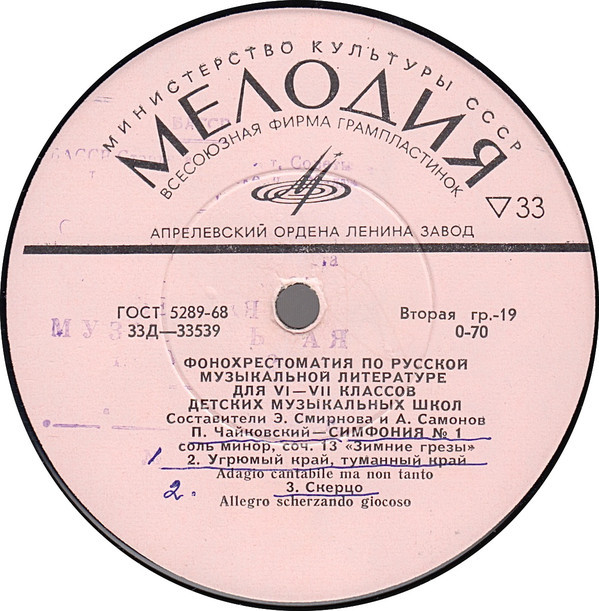 МИНИСТЕРСТВО КУЛЬТУРЫ СССР
МЕЛОДИЯ
ВСЕСОЮЗНАЯ ФИРМА ГРАМПЛАСТИНОК
▽33
АПРЕЛЕВСКИЙ ОРДЕНА ЛЕНИНА ЗАВОД
ГОСТ 5289-68
Вторая гр.-19
33Д—33539
0-70
ФОНОХРЕСТОМАТИЯ ПО РУССКОЙ
МУЗЫКАЛЬНОЙ ЛИТЕРАТУРЕ
ДЛЯ VI—VII КЛАССОВ
ДЕТСКИХ МУЗЫКАЛЬНЫХ ШКОЛ
Составители Э. Смирнова и А. Самонов
П. Чайковский—СИМФОНИЯ № 1
соль минор, соч. 13 «Зимние грезы»
1 2. Угрюмый край, туманный край
Adagio cantabile ma non tanto
2. 3. Скерцо
Allegro scherzando giocoso